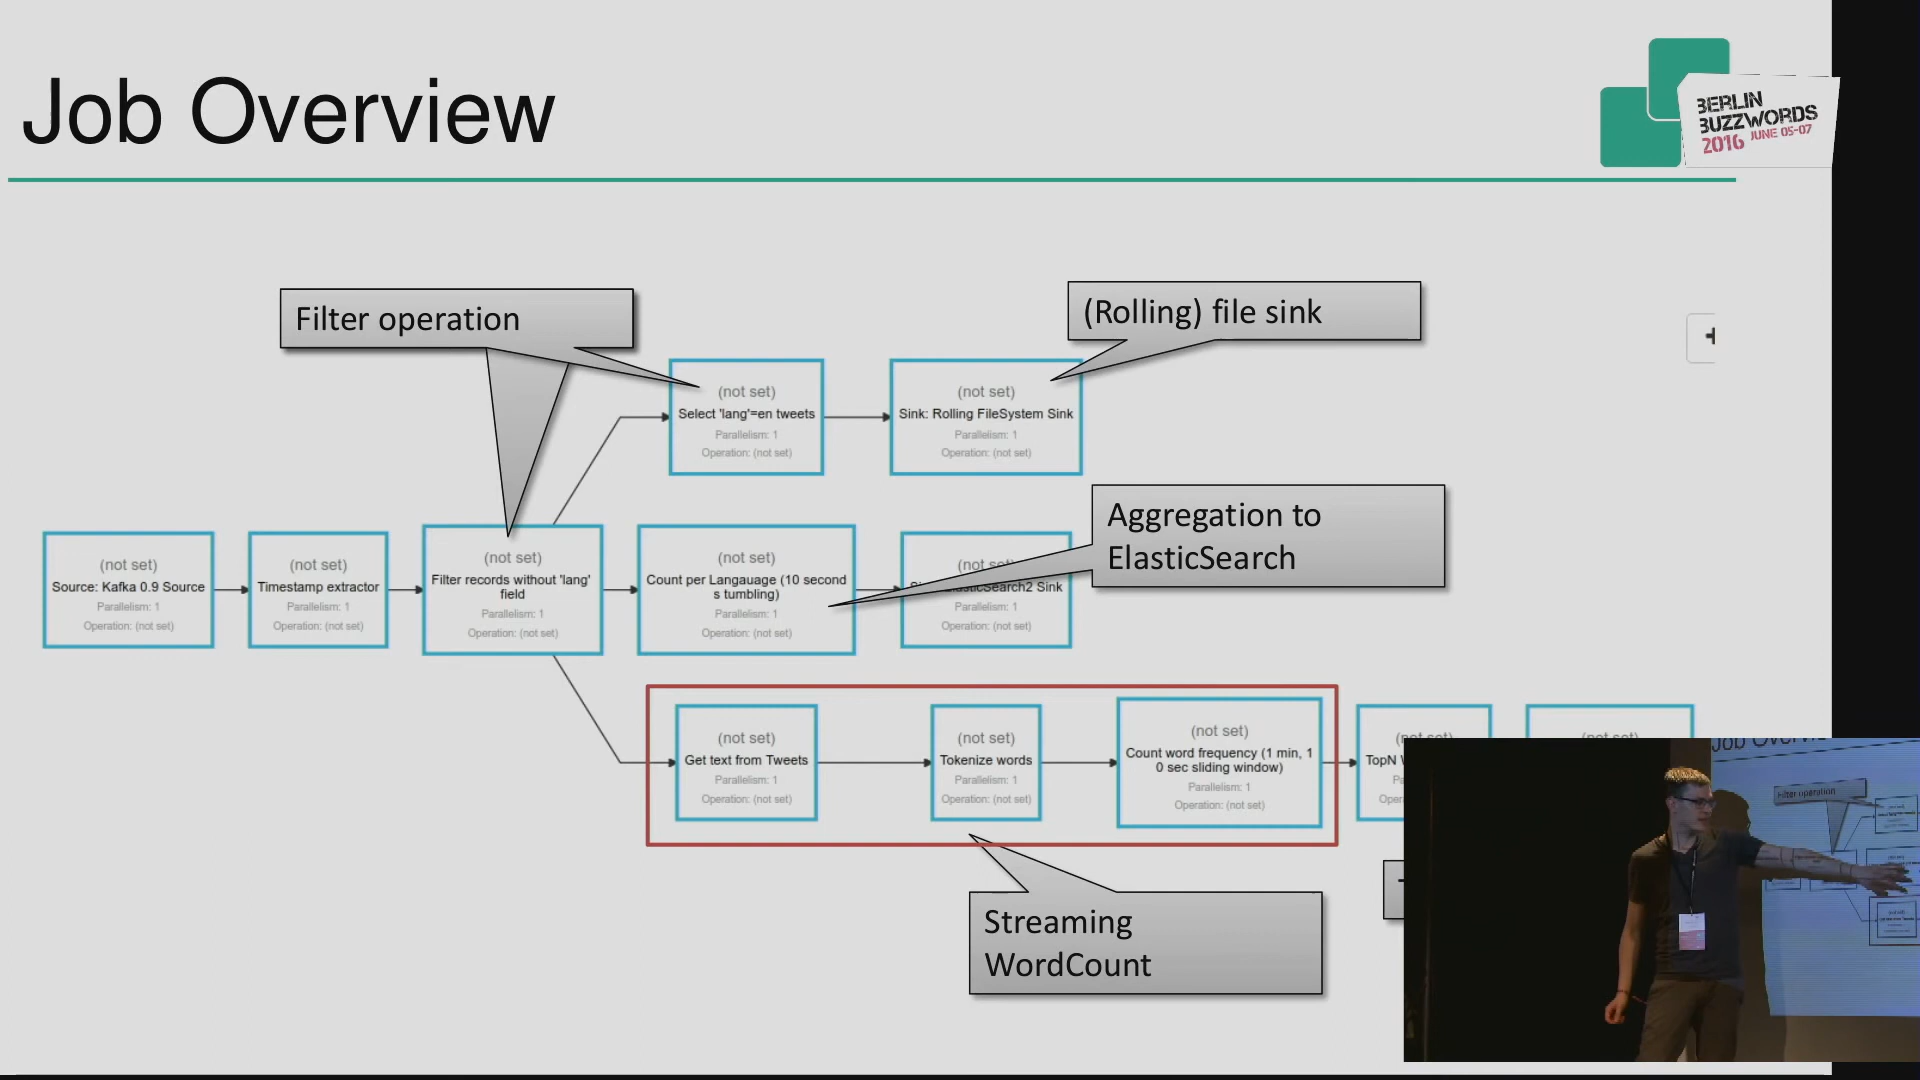 Job Overview
BERLIN
BUZZWORDS
2016 JUNE 05-07
Filter operation
(Rolling) file sink
(not set)
Select 'lang'=en tweets
Parallelism: 1
Operation: (not set)
(not set)
Sink: Rolling FileSystem Sink
Parallelism: 1
Operation: (not set)
Aggregation to
ElasticSearch
(not set)
Source: Kafka 0.9 Source
Parallelism: 1
Operation: (not set)
(not set)
Timestamp extractor
Parallelism: 1
Operation: (not set)
(not set)
Filter records without 'lang'
field
Parallelism: 1
Operation: (not set)
(not set)
Count per Langauage (10 second
s tumbling)
Parallelism: 1
Operation: (not set)
(not set)
ElasticSearch2 Sink
Parallelism: 1
Operation: (not set)
(not set)
Get text from Tweets
Parallelism: 1
Operation: (not set)
(not set)
Tokenize words
Parallelism: 1
Operation: (not set)
(not set)
Count word frequency (1 min, 1
0 sec sliding window)
Parallelism: 1
Operation: (not set)
TopN
Streaming
WordCount
Filter operation